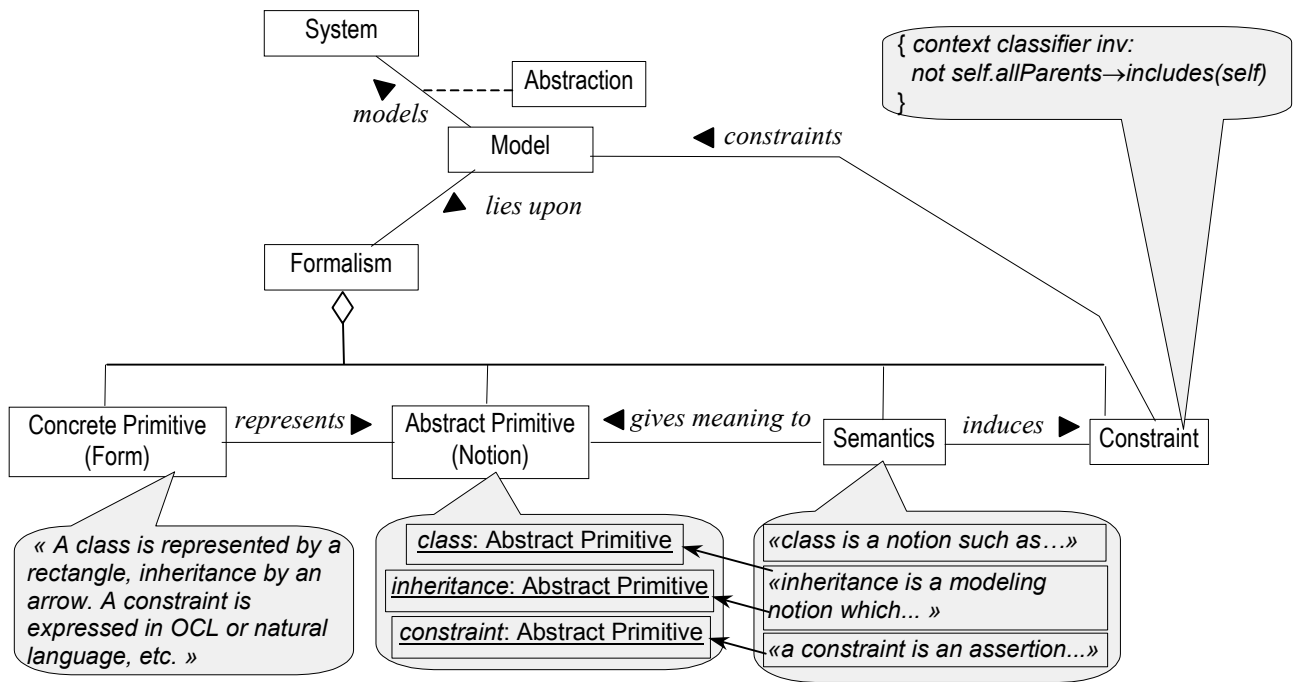 System
{ context classifier inv:
not self.allParents→includes(self)
}
Abstraction
models
Model
constraints
lies upon
Formalism
Concrete Primitive
(Form)
represents
Abstract Primitive
(Notion)
gives meaning to
Semantics
induces
Constraint
« A class is represented by a
rectangle, inheritance by an
arrow. A constraint is
expressed in OCL or natural
language, etc. »
class: Abstract Primitive
inheritance: Abstract Primitive
constraint: Abstract Primitive
«class is a notion such as…»
«inheritance is a modeling
notion which... »
«a constraint is an assertion...»